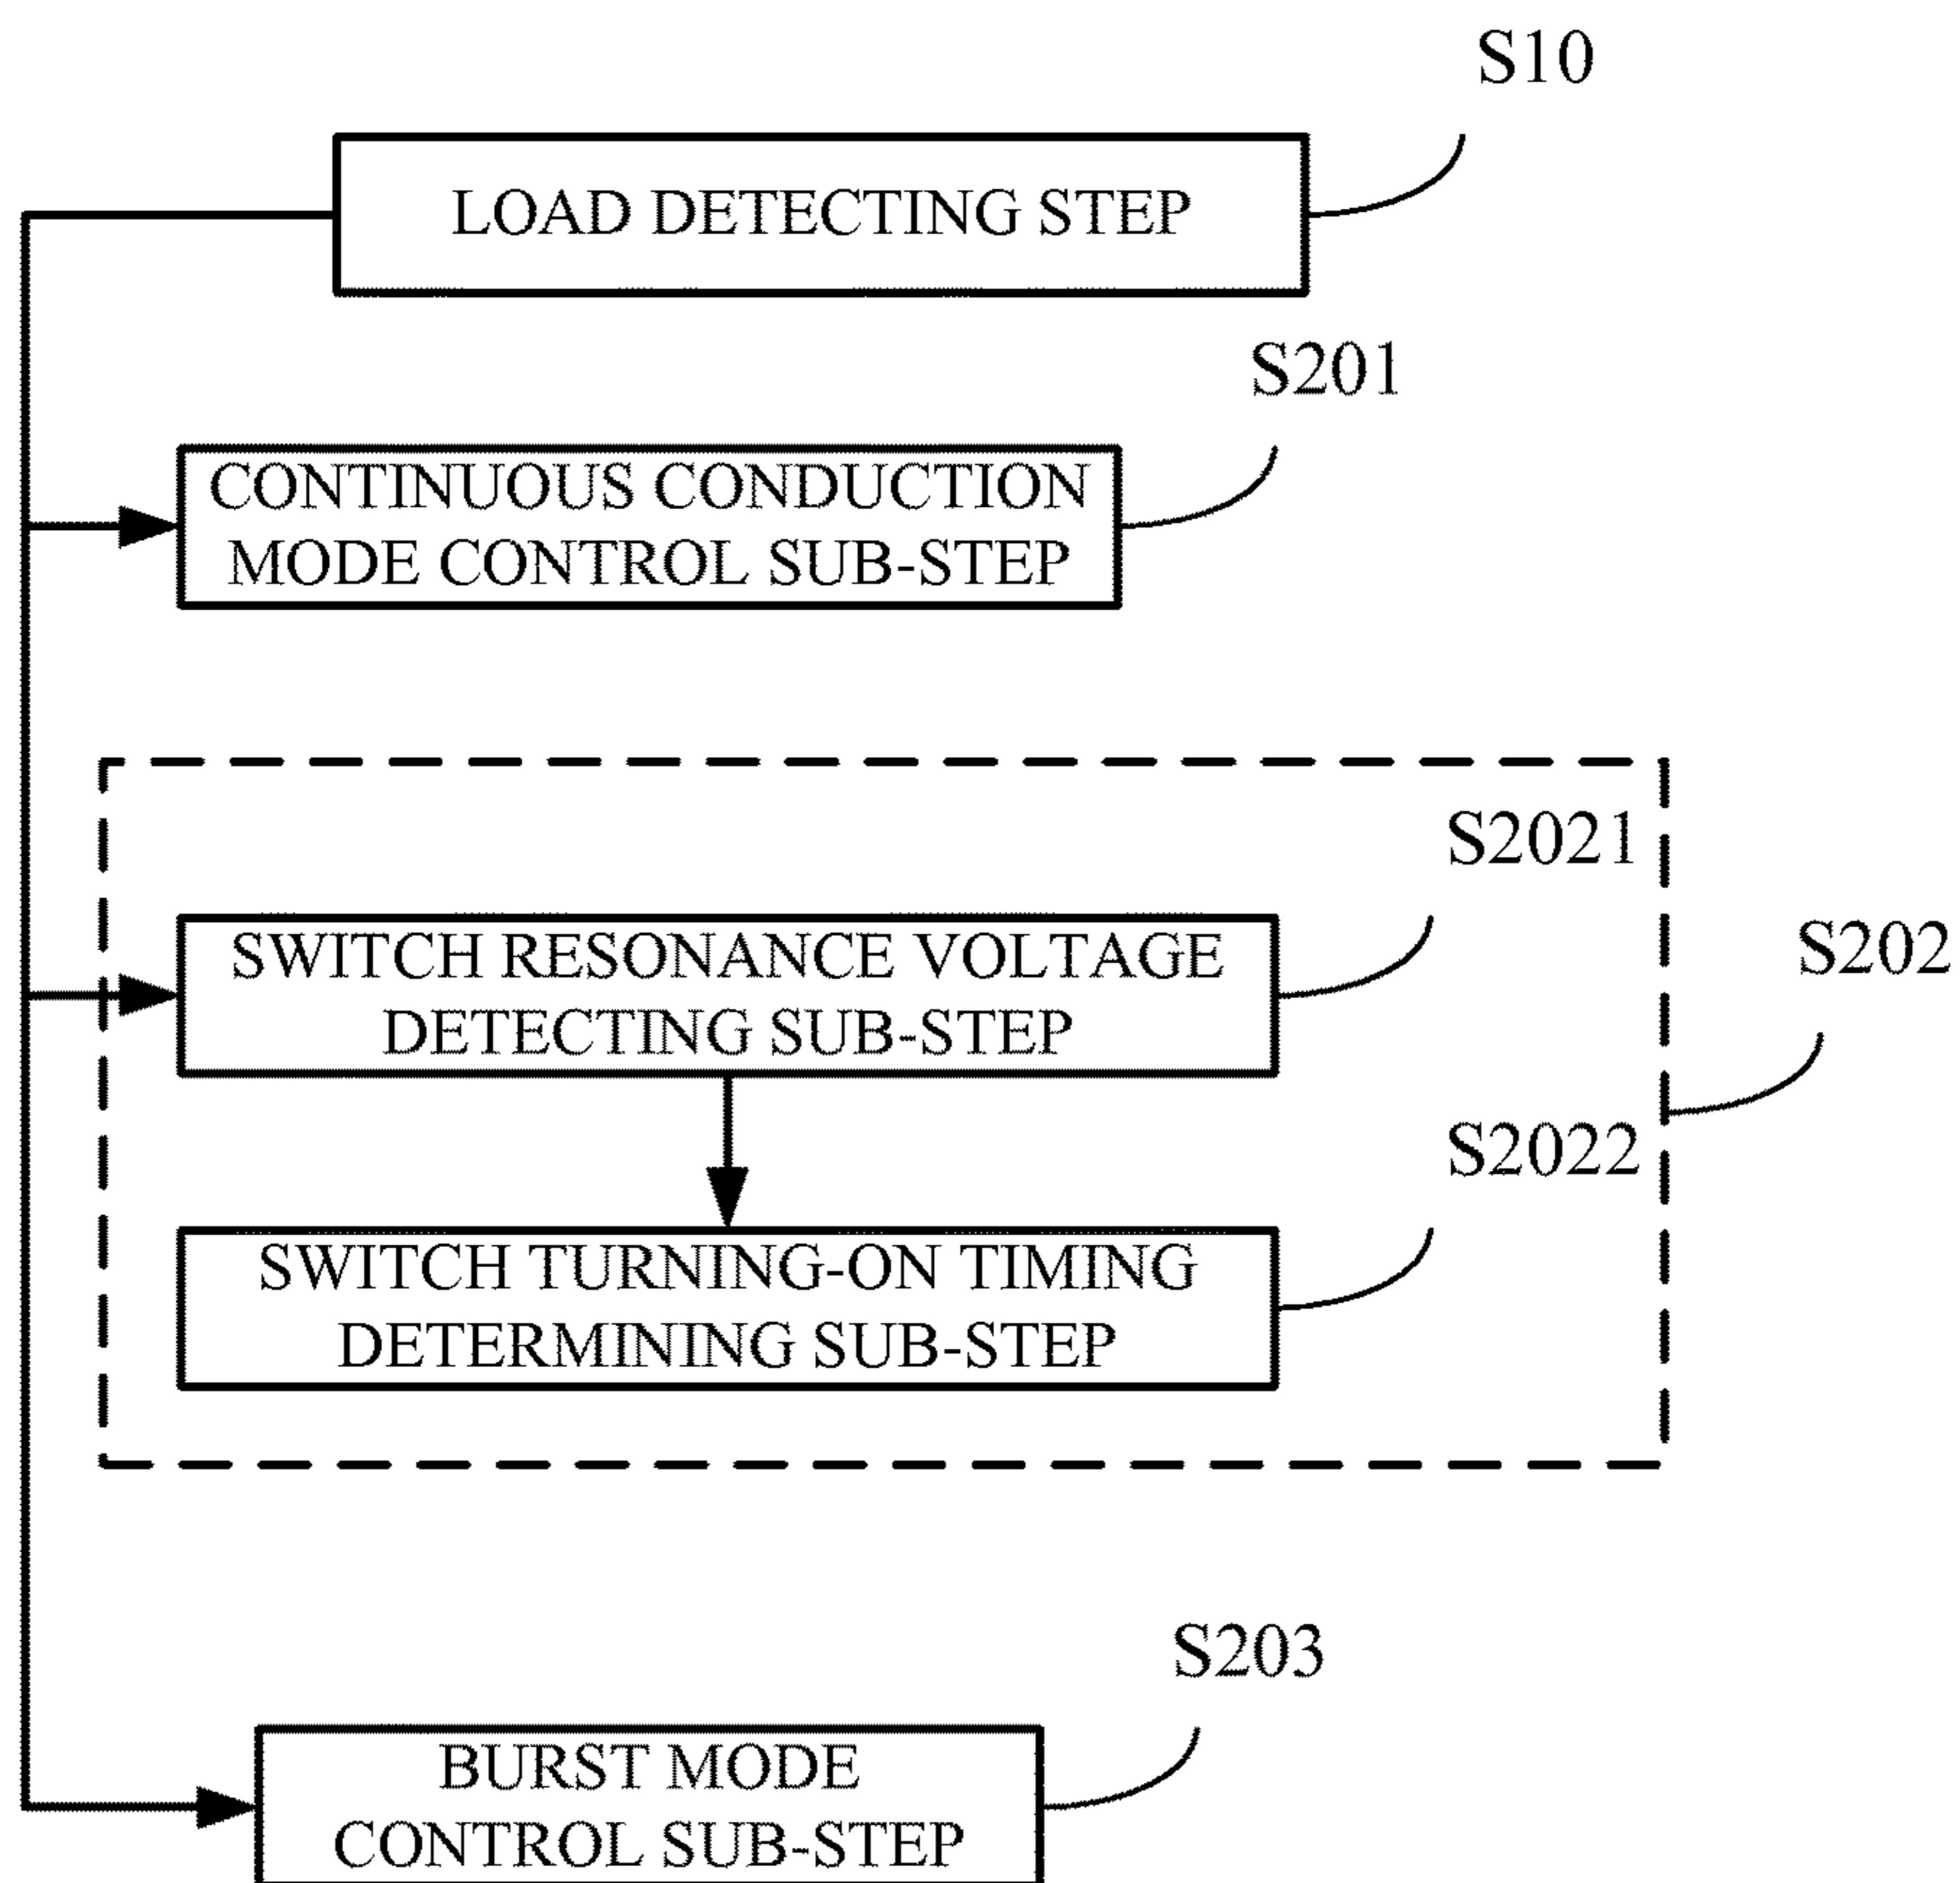 S10
LOAD DETECTING STEP
S201
CONTINUOUS CONDUCTION
MODE CONTROL SUB-STEP
S2021
SWITCH RESONANCE VOLTAGE
DETECTING SUB-STEP
S202
S2022
SWITCH TURNING-ON TIMING
DETERMINING SUB-STEP
S203
BURST MODE
CONTROL SUB-STEP